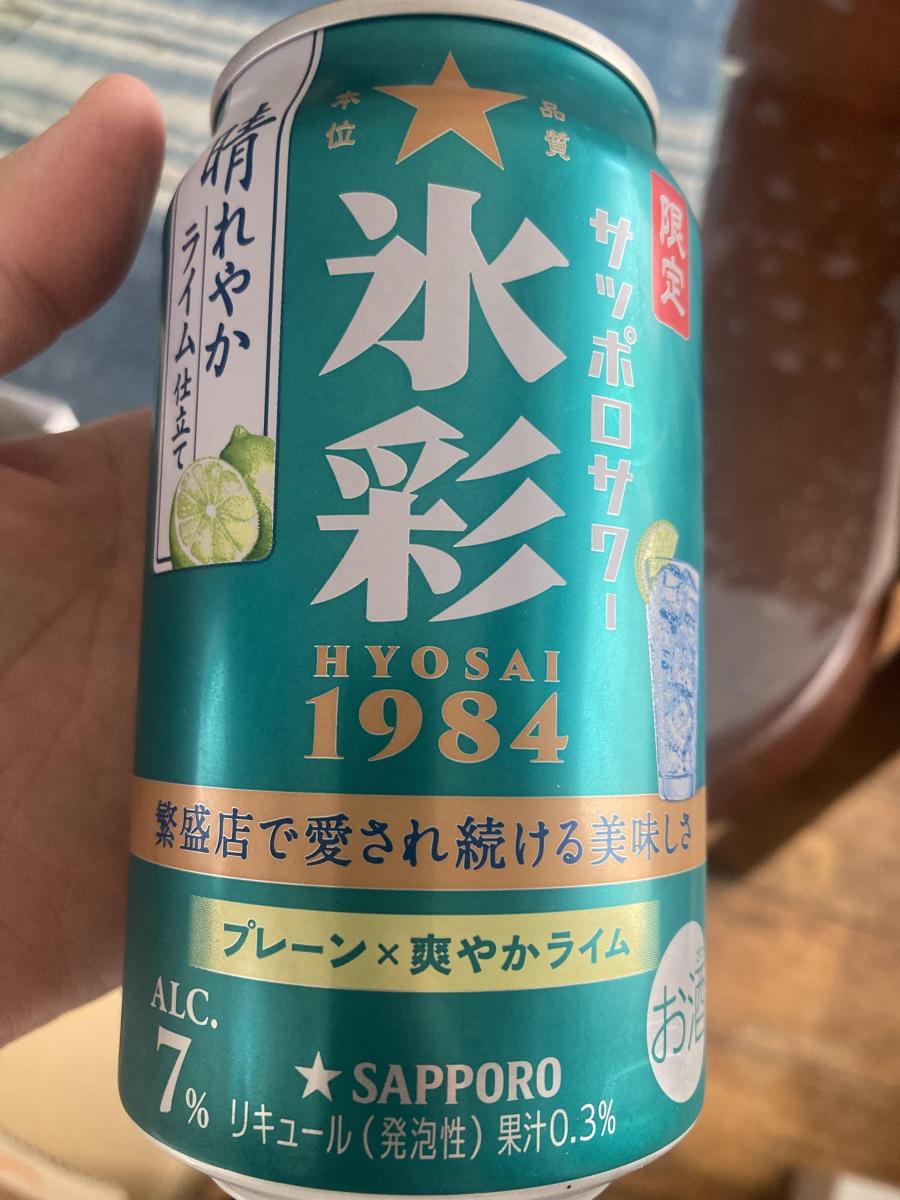 本位
品質
限定
晴れやか
ライム仕立て
サッポロサワー
氷彩
HYOSAI
1984
繁盛店で愛され続ける美味しさ
プレーン×爽やかライム
お酒
ALC.
7%
SAPPORO
リキュール(発泡性)果汁0.3%